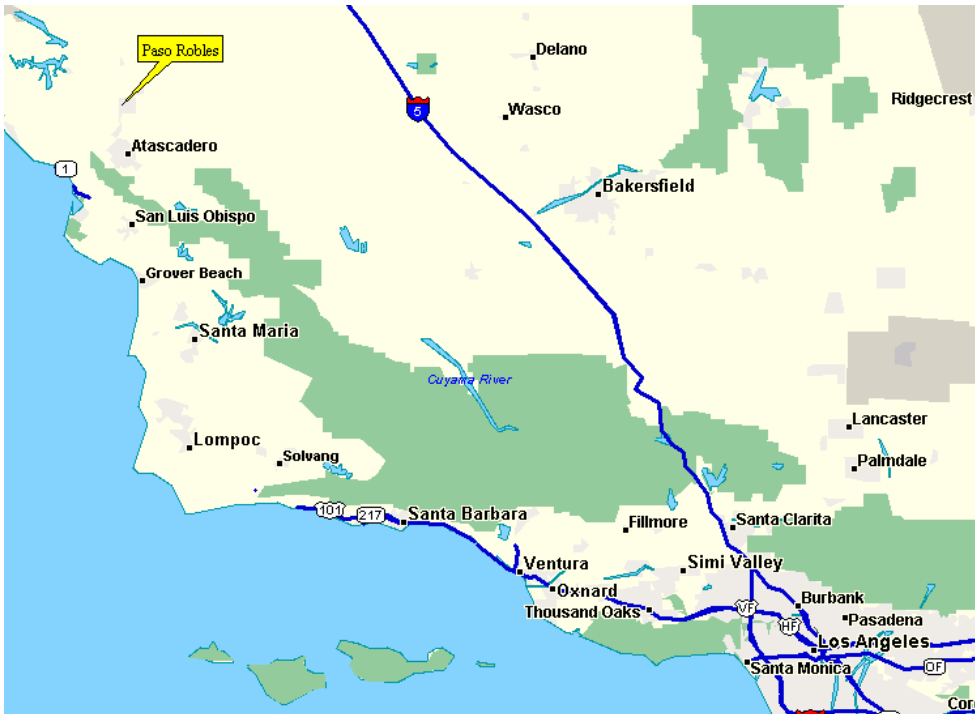 Paso Robles
Delano
5
Wasco
Ridgecrest
Atascadero
1
Bakersfield
San Luis Obispo
Grover Beach
Santa Maria
Cuyama River
Lancaster
Lompoc
Solvang
Palmdale
101
217
Santa Barbara
Fillmore
Santa Clarita
Ventura
Simi Valley
Oxnard
Burbank
Thousand Oaks
VF
HF
Pasadena
Los Angeles
Santa Monica
OF
Cor